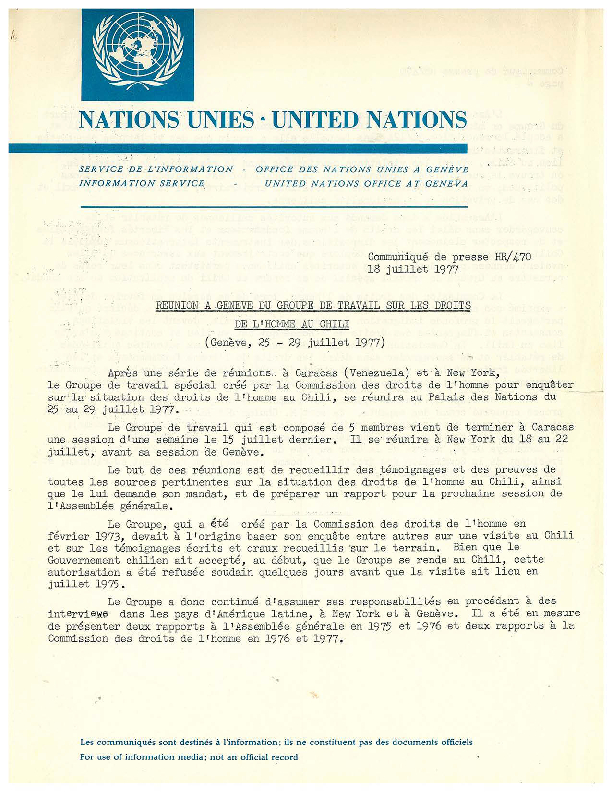 NATIONS UNIES · UNITED NATIONS
SERVICE DE L'INFORMATION - OFFICE DES NATIONS UNIES A GENÈVE
INFORMATION SERVICE - UNITED NATIONS OFFICE AT GENEVA
Communiqué de presse HR/470
18 juillet 1977
REUNION A GENEVE DU GROUPE DE TRAVAIL SUR LES DROITS
DE L'HOMME AU CHILI
(Genève, 25 - 29 juillet 1977)
Après une série de réunions à Caracas (Venezuela) et à New York,
le Groupe de travail spécial créé par la Commission des droits de l'homme pour enquêter
sur la situation des droits de l'homme au Chili, se réunira au Palais des Nations du
25 au 29 juillet 1977.
Le Groupe de travail qui est composé de 5 membres vient de terminer à Caracas
une session d'une semaine le 15 juillet dernier. Il se réunira à New York du 18 au 22
juillet, avant sa session de Genève.
Le but de ces réunions est de recueillir des témoignages et des preuves de
toutes les sources pertinentes sur la situation des droits de l'homme au Chili, ainsi
que le lui demande son mandat, et de préparer un rapport pour la prochaine session de
l'Assemblée générale.
Le Groupe, qui a été créé par la Commission des droits de l'homme en
février 1973, devait à l'origine baser son enquête entre autres sur une visite au Chili
et sur les témoignages écrits et oraux recueillis sur le terrain. Bien que le
Gouvernement chilien ait accepté, au début, que le Groupe se rende au Chili, cette
autorisation a été refusée soudain quelques jours avant que la visite ait lieu en
juillet 1975.
Le Groupe a donc continué d'assumer ses responsabilités en procédant à des
interviews dans les pays d'Amérique latine, à New York et à Genève. Il a été en mesure
de présenter deux rapports à l'Assemblée générale en 1975 et 1976 et deux rapports à la
Commission des droits de l'homme en 1976 et 1977.
Les communiqués sont destinés à l'information; ils ne constituent pas des documents officiels
For use of information media; not an official record